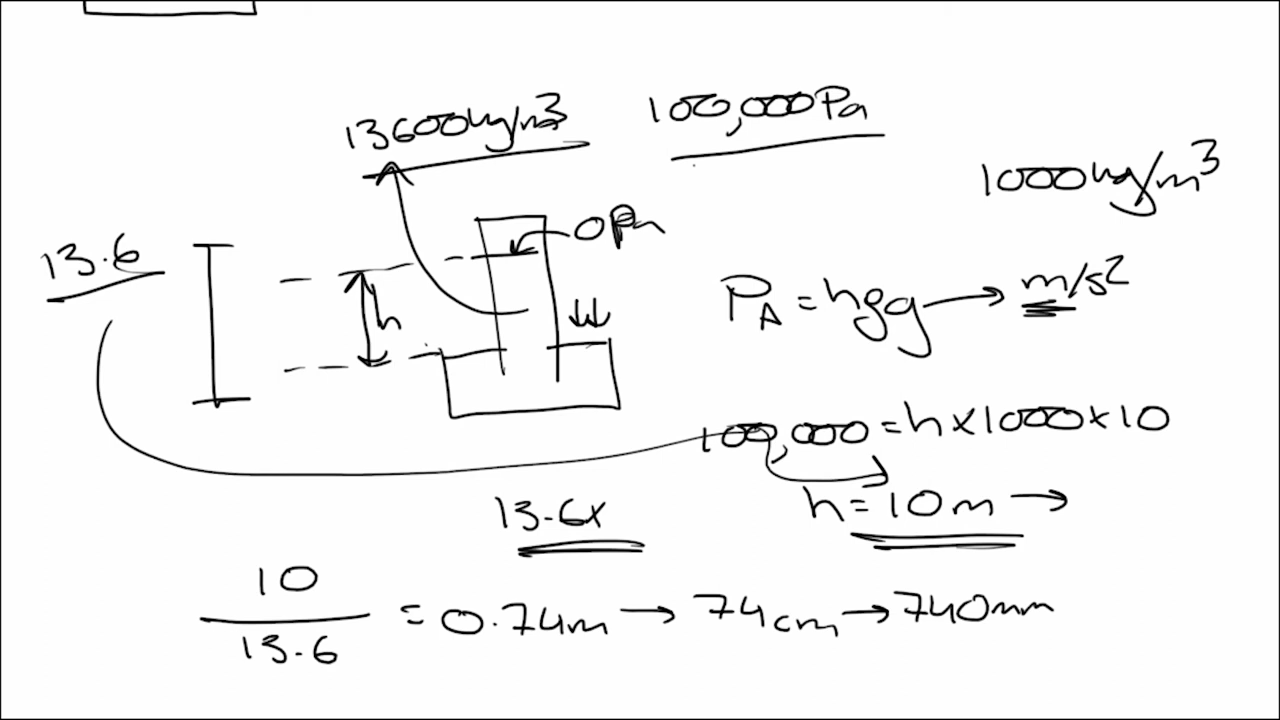 13600kg/m³
100,000Pa
1000kg/m³
13.6
0Pa
h
P_A = hρg → m/s²
100,000 = h×1000×10
13.6x
h = 10m →
10/13.6 = 0.74m → 74cm → 740mm